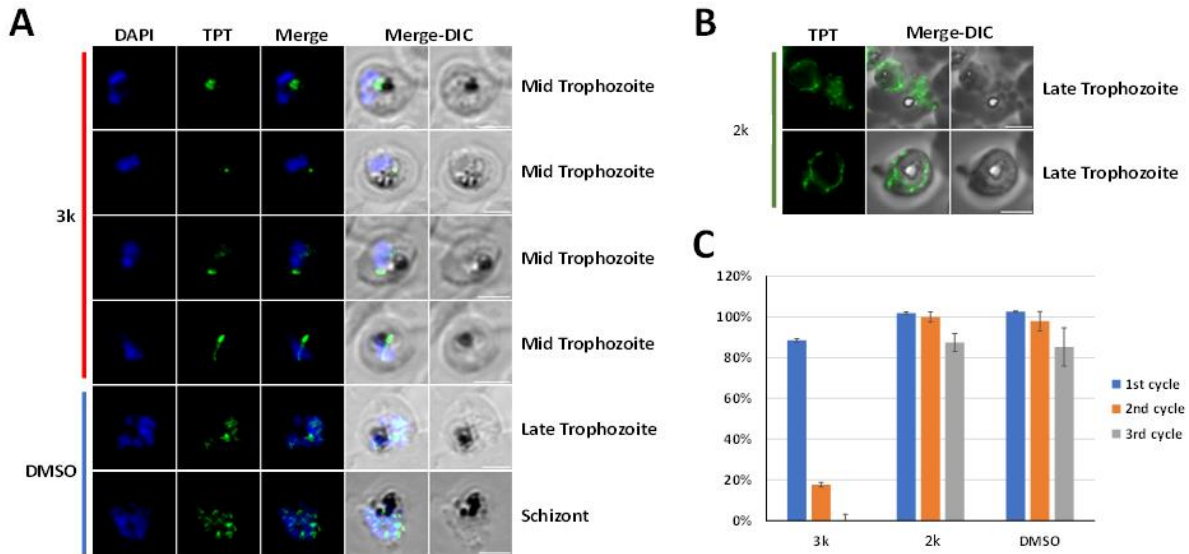 A
DAPI TPT Merge Merge-DIC
Mid Trophozoite
Mid Trophozoite
3k
Mid Trophozoite
Mid Trophozoite
Late Trophozoite
DMSO
Schizont
B
TPT Merge-DIC
Late Trophozoite
2k
Late Trophozoite
C
120%
100%
80%
60%
40%
20%
0%
3k 2k DMSO
1st cycle
2nd cycle
3rd cycle